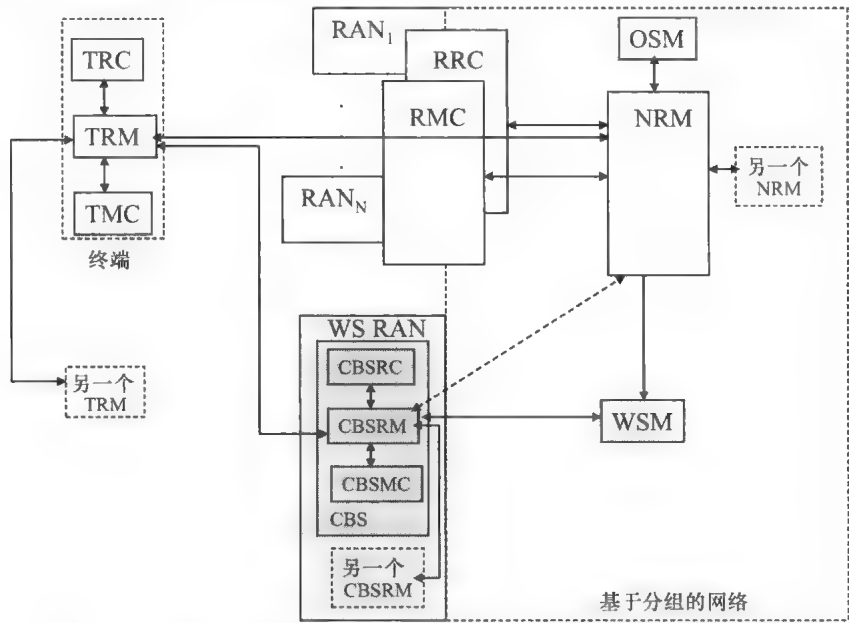 RAN₁
TRC
RRC
OSM
RMC
NRM
TRM
另一个
NRM
TMC
RANN
终端
WS RAN
CBSRC
另一个
TRM
CBSRM
WSM
CBSMC
CBS
另一个
CBSRM
基于分组的网络